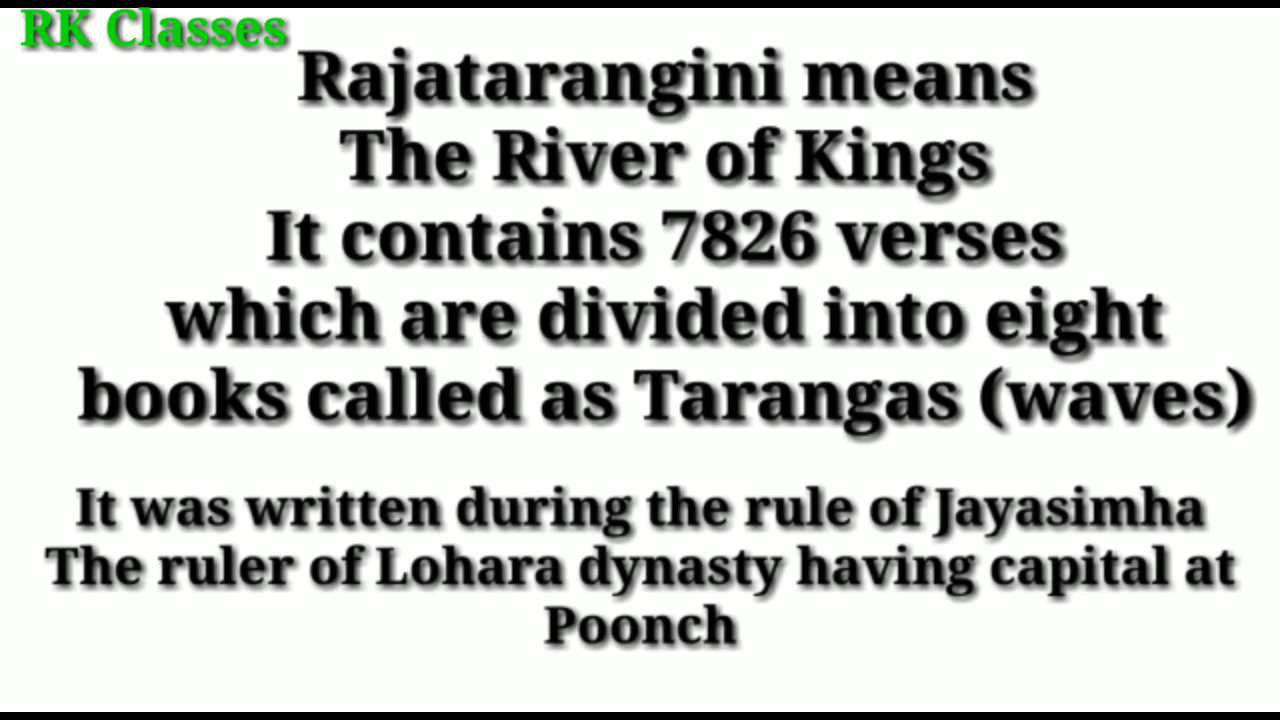 RK Classes
Rajatarangini means
The River of Kings
It contains 7826 verses
which are divided into eight
books called as Tarangas (waves)
It was written during the rule of Jayasimha
The ruler of Lohara dynasty having capital at
Poonch